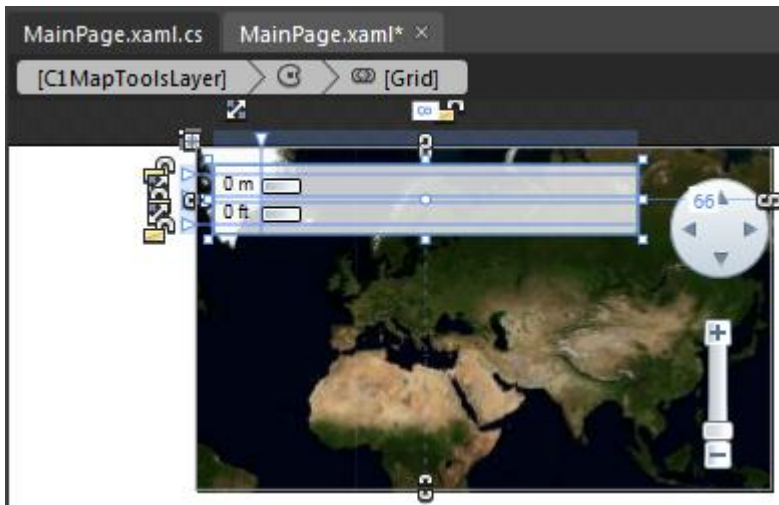 MainPage.xaml.cs MainPage.xaml* ×
[C1MapToolsLayer] [Grid]
0 m
66
0 ft